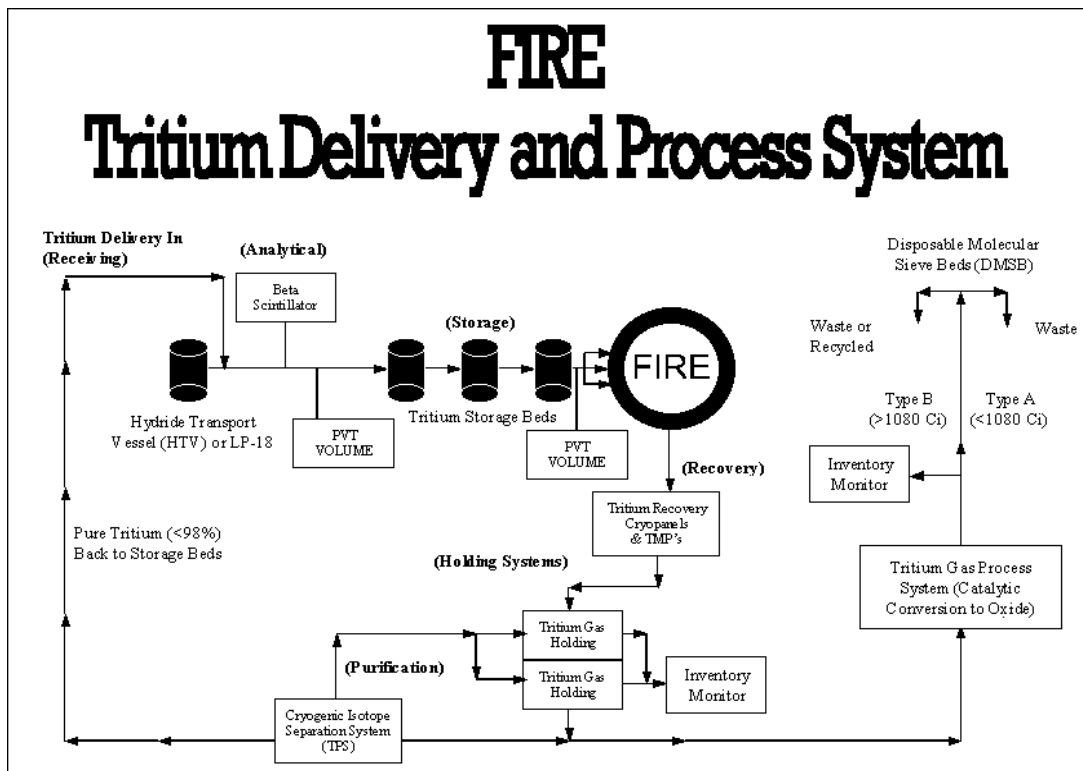 FIRE
Tritium Delivery and Process System
Tritium Delivery In
(Receiving)
(Analytical)
Beta
Scintillator
(Storage)
FIRE
Hydride Transport
Vessel (HTV) or LP-18
PVT
VOLUME
Tritium Storage Beds
PVT
VOLUME
(Recovery)
Tritium Recovery
Cryopanels
& TMP's
(Holding Systems)
Tritium Gas
Holding
Tritium Gas
Holding
Inventory
Monitor
(Purification)
Cryogenic Isotope
Separation System
(TPS)
Pure Tritium (<98%)
Back to Storage Beds
Disposable Molecular
Sieve Beds (DMSB)
Waste or
Recycled
Waste
Type B
(>1080 Ci)
Type A
(<1080 Ci)
Inventory
Monitor
Tritium Gas Process
System (Catalytic
Conversion to Oxide)